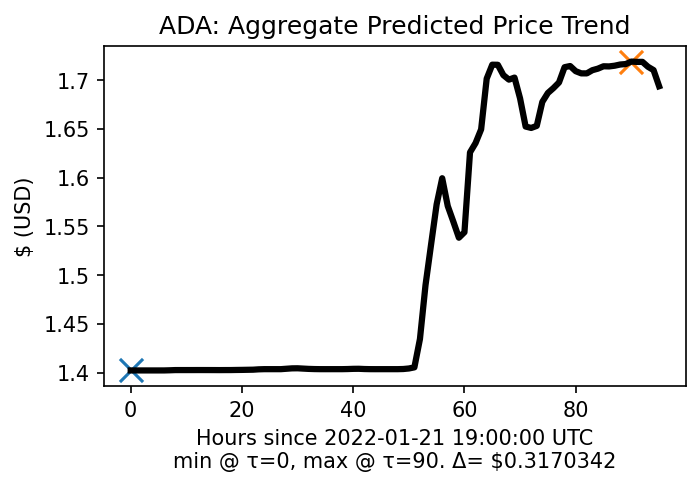 ADA: Aggregate Predicted Price Trend
$ (USD)
1.7
1.65
1.6
1.55
1.5
1.45
1.4
0 20 40 60 80
Hours since 2022-01-21 19:00:00 UTC
min @ τ=0, max @ τ=90. Δ= $0.3170342